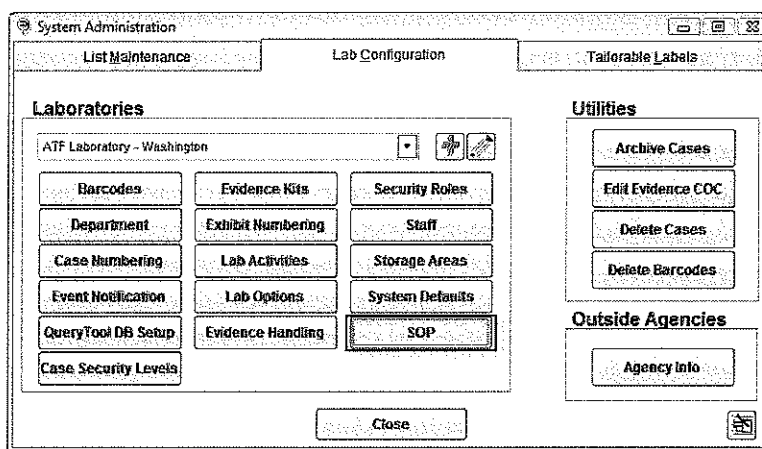 System Administration
List Maintenance Lab Configuration Tailorable Labels
Laboratories
ATF Laboratory - Washington
Barcodes Evidence Kits Security Roles
Department Exhibit Numbering Staff
Case Numbering Lab Activities Storage Areas
Event Notification Lab Options System Defaults
QueryTool DB Setup Evidence Handling SOP
Case Security Levels
Utilities
Archive Cases
Edit Evidence COC
Delete Cases
Delete Barcodes
Outside Agencies
Agency Info
Close